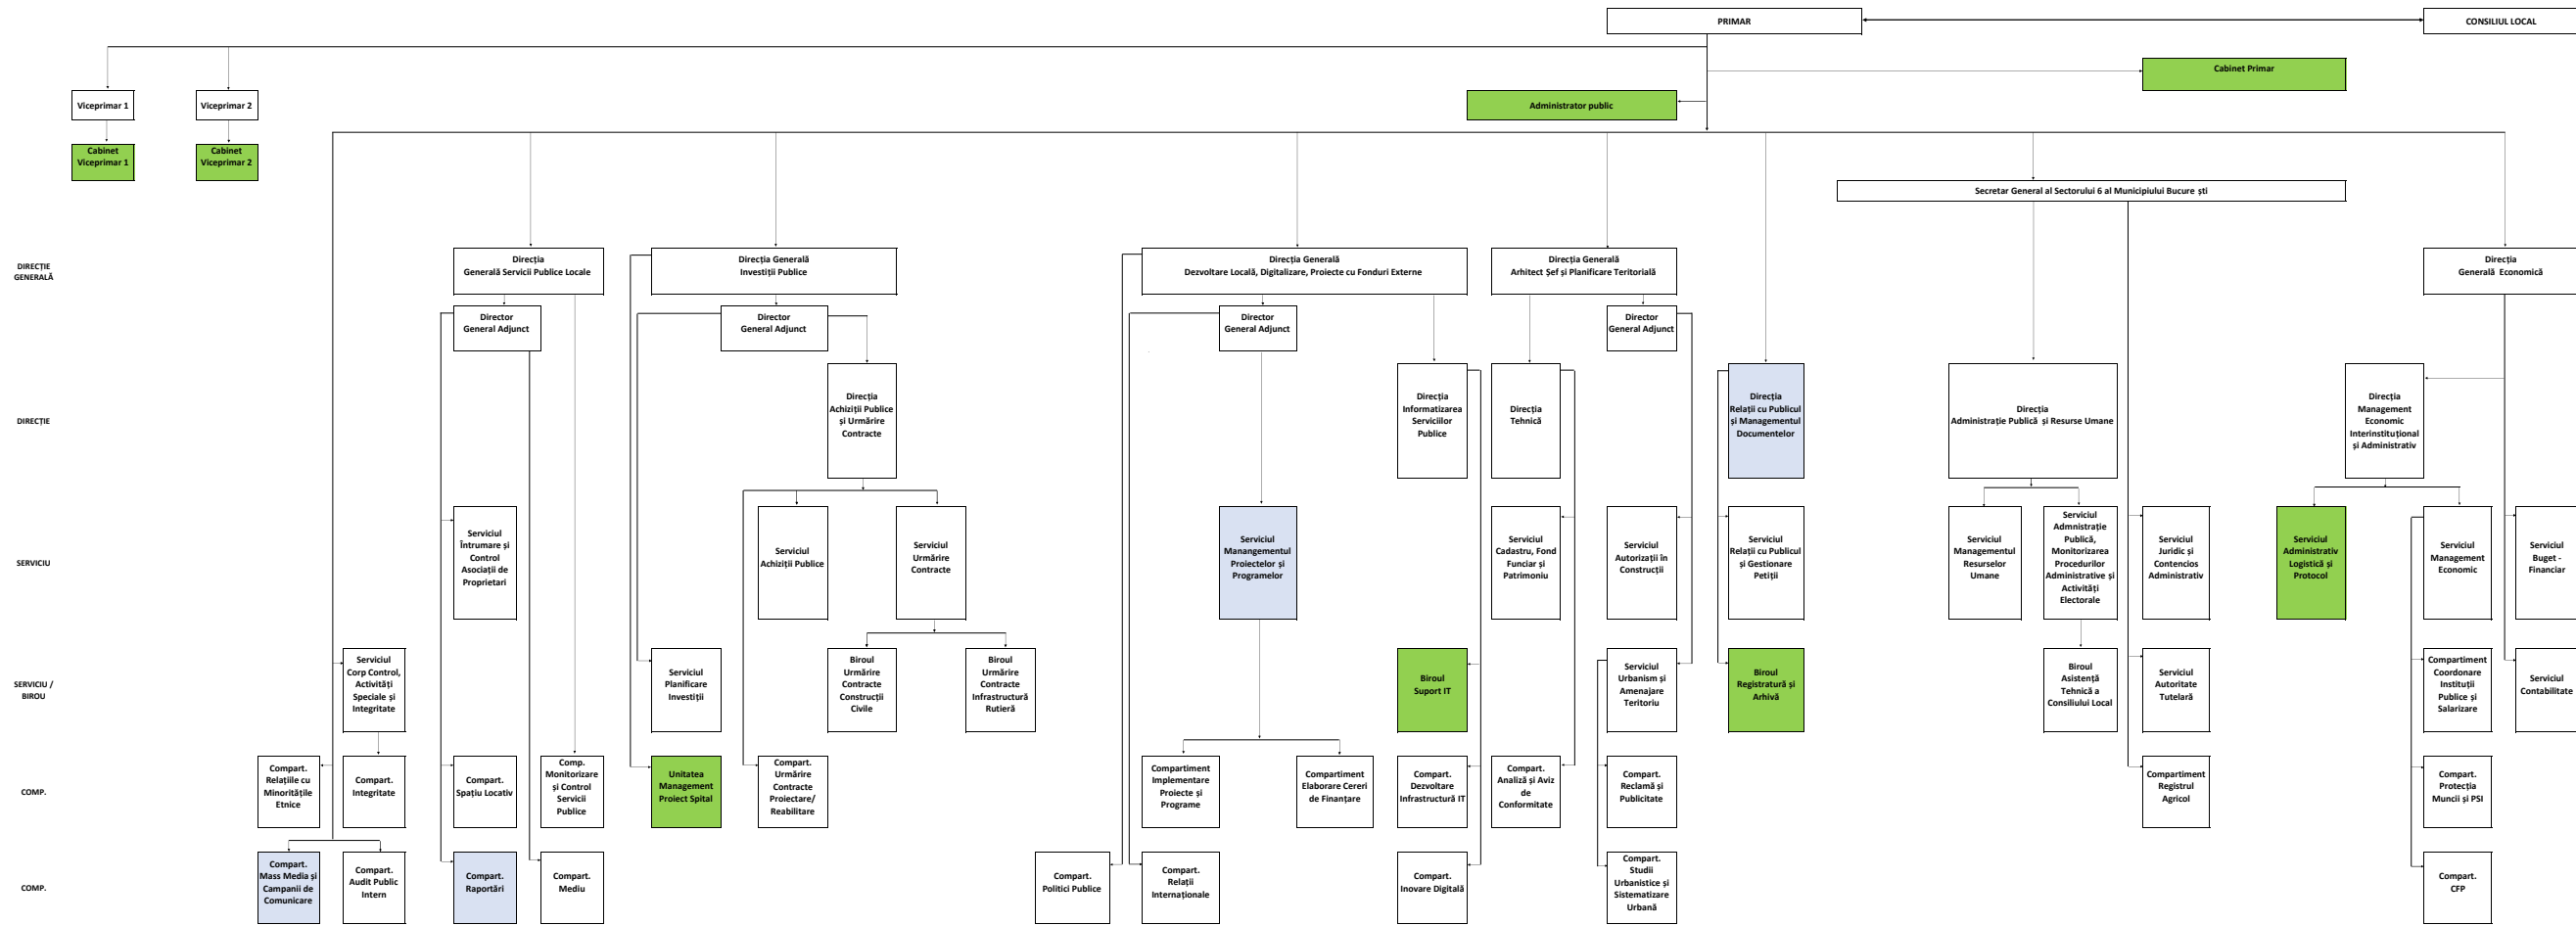 PRIMAR
CONSILIUL LOCAL
Cabinet Primar
Viceprimar 1
Viceprimar 2
Administrator public
Cabinet
Viceprimar 1
Cabinet
Viceprimar 2
Secretar General al Sectorului 6 al Municipiului Bucure ști
DIRECȚIE
GENERALĂ
Direcția
Generală Servicii Publice Locale
Direcția Generală
Investiții Publice
Direcția Generală
Dezvoltare Locală, Digitalizare, Proiecte cu Fonduri Externe
Direcția Generală
Arhitect Șef și Planificare Teritorială
Direcția
Generală Economică
Director
General Adjunct
Director
General Adjunct
Director
General Adjunct
Director
General Adjunct
DIRECȚIE
Direcția
Achiziții Publice
și Urmărire
Contracte
Direcția
Informatizarea
Serviciilor
Publice
Direcția
Tehnică
Direcția
Relații cu Publicul
și Managementul
Documentelor
Direcția
Administrație Publică și Resurse Umane
Direcția
Management
Economic
Interinstituțional
și Administrativ
SERVICIU
Serviciul
Întrumare și
Control
Asociații de
Proprietari
Serviciul
Achiziții Publice
Serviciul
Urmărire
Contracte
Serviciul
Manangementul
Proiectelor și
Programelor
Serviciul
Cadastru, Fond
Funciar și
Patrimoniu
Serviciul
Autorizații în
Construcții
Serviciul
Relații cu Publicul
și Gestionare
Petiții
Serviciul
Managementul
Resurselor
Umane
Serviciul
Admnistrație
Publică,
Monitorizarea
Procedurilor
Administrative și
Activități
Electorale
Serviciul
Juridic și
Contencios
Administrativ
Serviciul
Administrativ
Logistică și
Protocol
Serviciul
Management
Economic
Serviciul
Buget -
Financiar
SERVICIU /
BIROU
Serviciul
Corp Control,
Activități
Speciale și
Integritate
Serviciul
Planificare
Investiții
Biroul
Urmărire
Contracte
Construcții
Civile
Biroul
Urmărire
Contracte
Infrastructură
Rutieră
Biroul
Suport IT
Serviciul
Urbanism și
Amenajare
Teritoriu
Biroul
Registratură și
Arhivă
Biroul
Asistență
Tehnică a
Consiliului Local
Serviciul
Autoritate
Tutelară
Compartiment
Coordonare
Instituții
Publice și
Salarizare
Serviciul
Contabilitate
COMP.
Compart.
Relațiile cu
Minoritățile
Etnice
Compart.
Integritate
Compart.
Spațiu Locativ
Comp.
Monitorizare
și Control
Servicii
Publice
Unitatea
Management
Proiect Spital
Compart.
Urmărire
Contracte
Proiectare/
Reabilitare
Compartiment
Implementare
Proiecte și
Programe
Compartiment
Elaborare Cereri
de Finanțare
Compart.
Dezvoltare
Infrastructură IT
Compart.
Analiză și Aviz
de
Conformitate
Compart.
Reclamă și
Publicitate
Compartiment
Registrul
Agricol
Compart.
Protecția
Muncii și PSI
COMP.
Compart.
Mass Media și
Campanii de
Comunicare
Compart.
Audit Public
Intern
Compart.
Raportări
Compart.
Mediu
Compart.
Politici Publice
Compart.
Relații
Internaționale
Compart.
Inovare Digitală
Compart.
Studii
Urbanistice și
Sistematizare
Urbană
Compart.
CFP